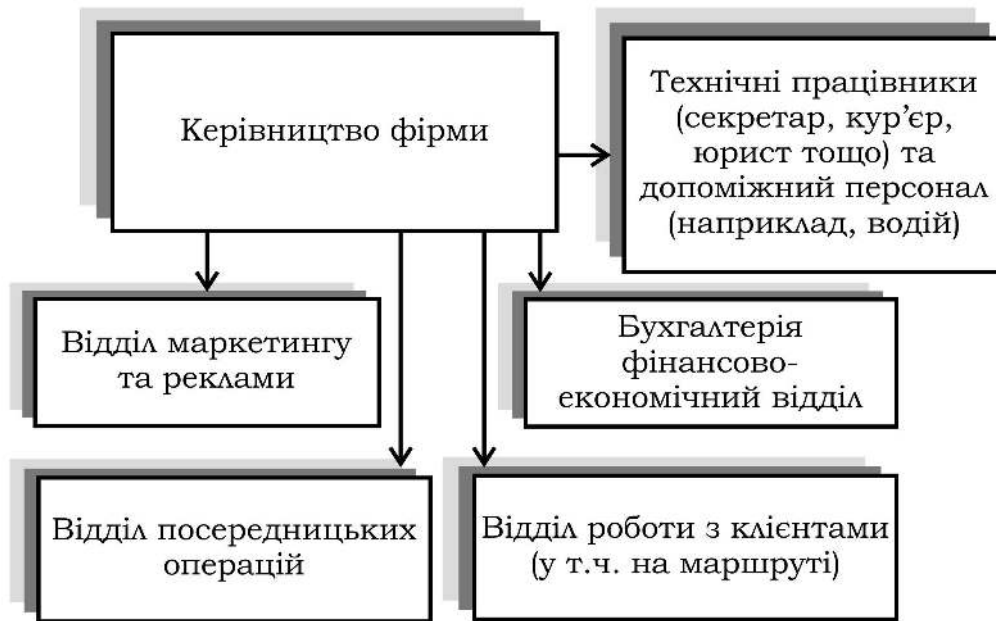 Керівництво фірми
Технічні працівники
(секретар, кур’єр,
юрист тощо) та
допоміжний персонал
(наприклад, водій)
Відділ маркетингу
та реклами
Бухгалтерія
фінансово-
економічний відділ
Відділ посередницьких
операцій
Відділ роботи з клієнтами
(у т.ч. на маршруті)